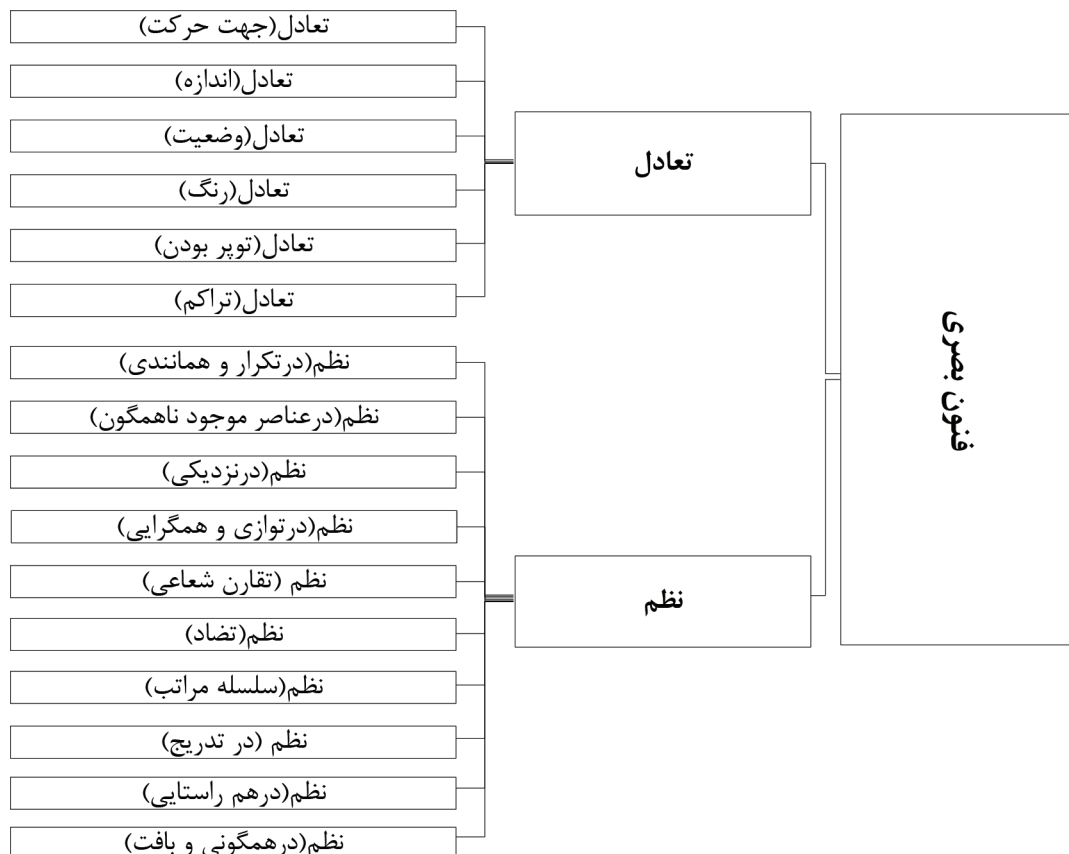 فنون بصری
تعادل
تعادل(جهت حرکت)
تعادل(اندازه)
تعادل(وضعیت)
تعادل(رنگ)
تعادل(توپر بودن)
تعادل(تراکم)
نظم
نظم(درتکرار و همانندی)
نظم(درعناصر موجود ناهمگون)
نظم(درنزدیکی)
نظم(درتوازی و همگرایی)
نظم (تقارن شعاعی)
نظم(تضاد)
نظم(سلسله مراتب)
نظم (در تدریج)
نظم(درهم راستایی)
نظم(درهمگونی و بافت)